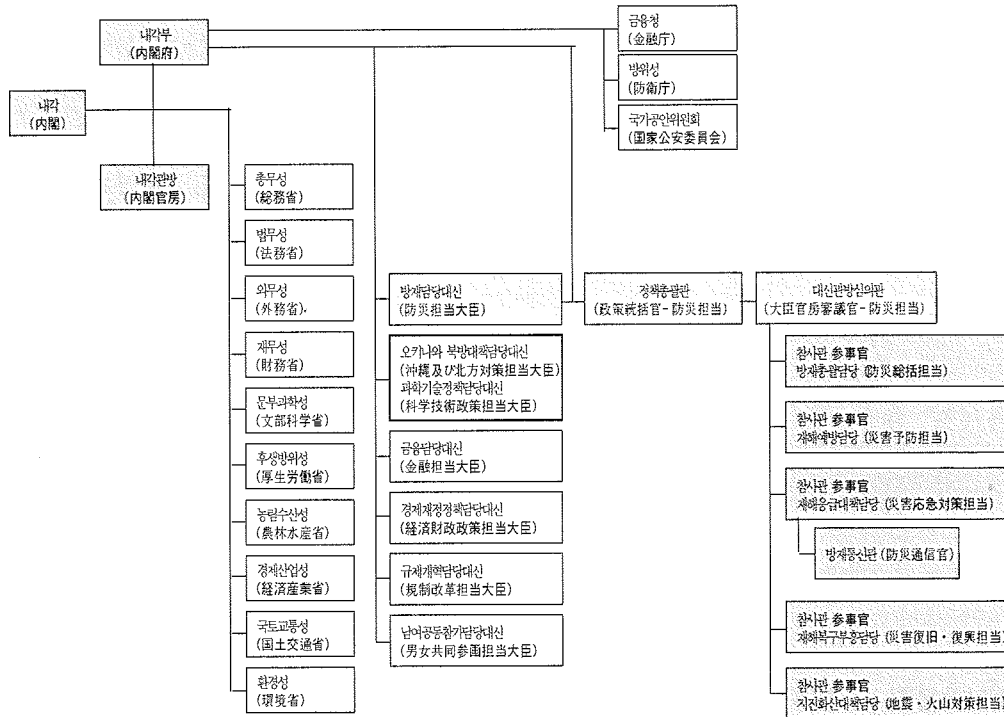 내각부
(内閣府)
금융청
(金融庁)
방위성
(防衛庁)
국가공안위원회
(国家公安委員会)
내각
(内閣)
내각관방
(内閣官房)
총무성
(総務省)
법무성
(法務省)
외무성
(外務省).
재무성
(財務省)
문부과학성
(文部科学省)
후생방위성
(厚生労働省)
농림수산성
(農林水産省)
경제산업성
(経済産業省)
국토교통성
(国土交通省)
환경성
(環境省)
방재담당대신
(防災担当大臣)
오키나와 북방대책담당대신
(沖縄及び北方対策担当大臣)
과학기술정책담당대신
(科学技術政策担当大臣)
금융담당대신
(金融担当大臣)
경제재정정책담당대신
(経済財政政策担当大臣)
규제개혁담당대신
(規制改革担当大臣)
남여공동참가담당대신
(男女共同参画担当大臣)
정책총괄관
(政策統括官-防災担当)
대신관방심의관
(大臣官房審議官-防災担当)
참사관 参事官
방재총괄담당 (防災総括担当)
참사관 参事官
재해예방담당 (災害予防担当)
참사관 参事官
재해응급대책담당 (災害応急対策担当)
방재통신관 (防災通信官)
참사관 参事官
재해복구부흥담당 (災害復旧・復興担当)
참사관 参事官
지진화산대책담당 (地震・火山対策担当)